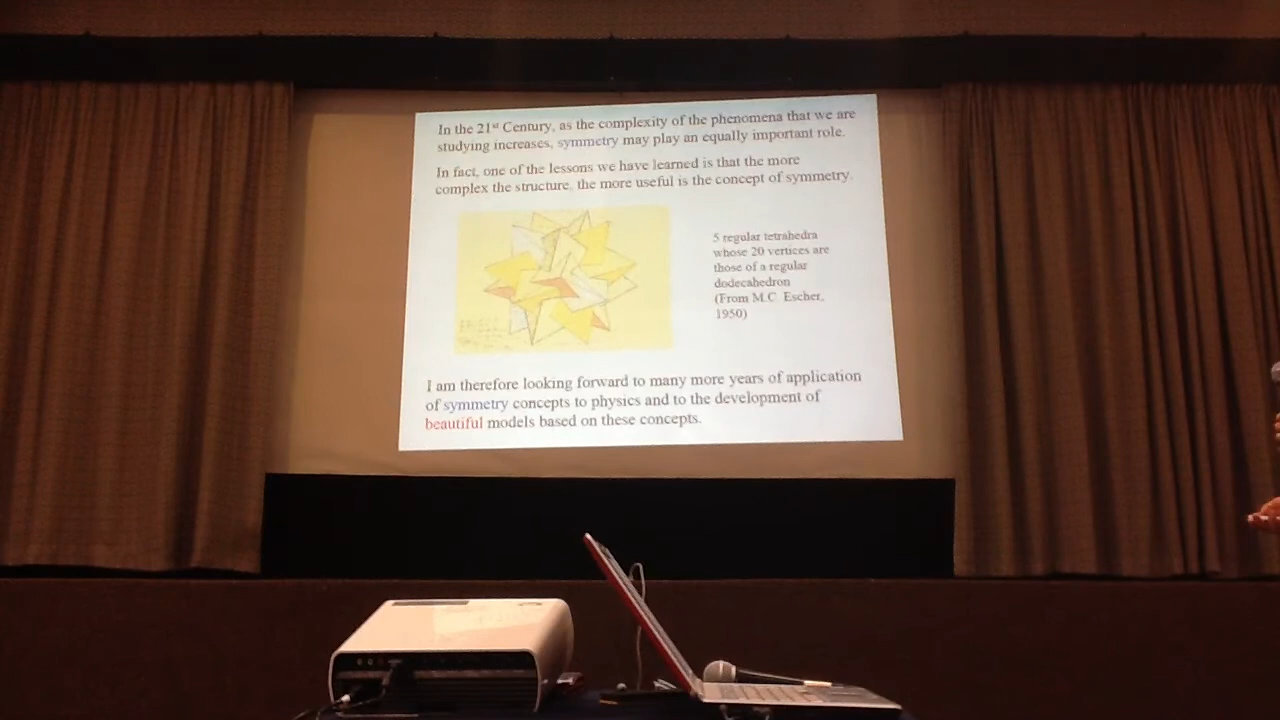 In the 21st Century, as the complexity of the phenomena that we are
studying increases, symmetry may play an equally important role.
In fact, one of the lessons we have learned is that the more
complex the structure, the more useful is the concept of symmetry.
5 regular tetrahedra
whose 20 vertices are
those of a regular
dodecahedron
(From M.C. Escher,
1950)
I am therefore looking forward to many more years of application
of symmetry concepts to physics and to the development of
beautiful models based on these concepts.